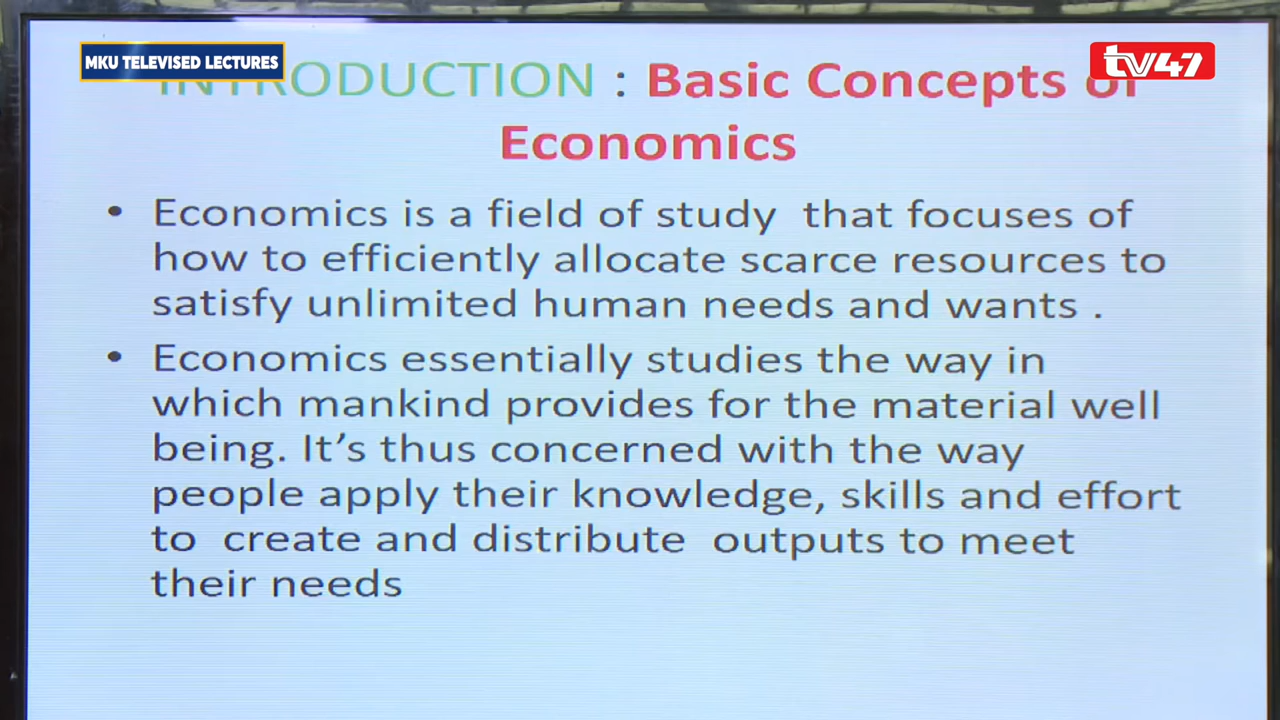 MKU TELEVISED LECTURES
tv47
INTRODUCTION : Basic Concepts of
Economics
• Economics is a field of study that focuses of
how to efficiently allocate scarce resources to
satisfy unlimited human needs and wants .
• Economics essentially studies the way in
which mankind provides for the material well
being. It’s thus concerned with the way
people apply their knowledge, skills and effort
to create and distribute outputs to meet
their needs